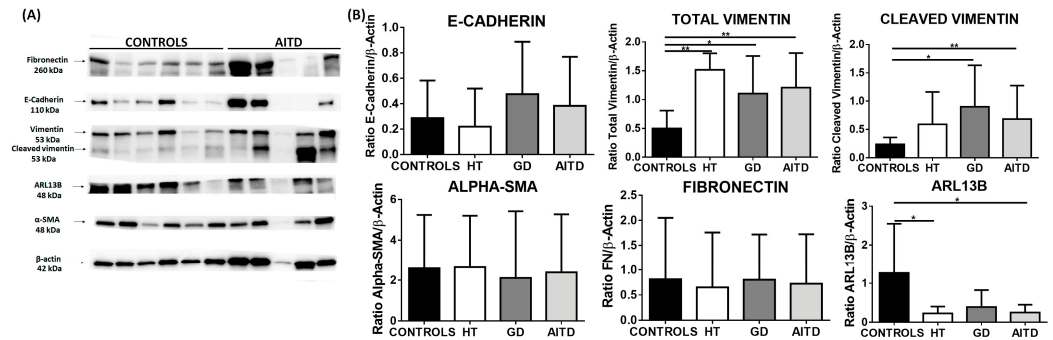 (A)
CONTROLS AITD
Fibronectin
260 kDa
E-Cadherin
110 kDa
Vimentin
53 kDa
Cleaved vimentin
53 kDa
ARL13B
48 kDa
α-SMA
48 kDa
β-actin
42 kDa
(B)
E-CADHERIN
Ratio E-Cadherin/β-Actin
1.0
0.8
0.6
0.4
0.2
0.0
CONTROLS HT GD AITD
TOTAL VIMENTIN
Ratio Total Vimentin/β-Actin
2.0
1.5
1.0
0.5
0.0
**
*
**
CONTROLS HT GD AITD
CLEAVED VIMENTIN
Ratio Cleaved Vimentin/β-Actin
2.0
1.5
1.0
0.5
0.0
**
*
CONTROLS HT GD AITD
ALPHA-SMA
Ratio Alpha-SMA/β-Actin
6
4
2
0
CONTROLS HT GD AITD
FIBRONECTIN
Ratio FN/β-Actin
2.5
2.0
1.5
1.0
0.5
0.0
CONTROLS HT GD AITD
ARL13B
Ratio ARL13B/β-Actin
3
2
1
0
*
*
CONTROLS HT GD AITD